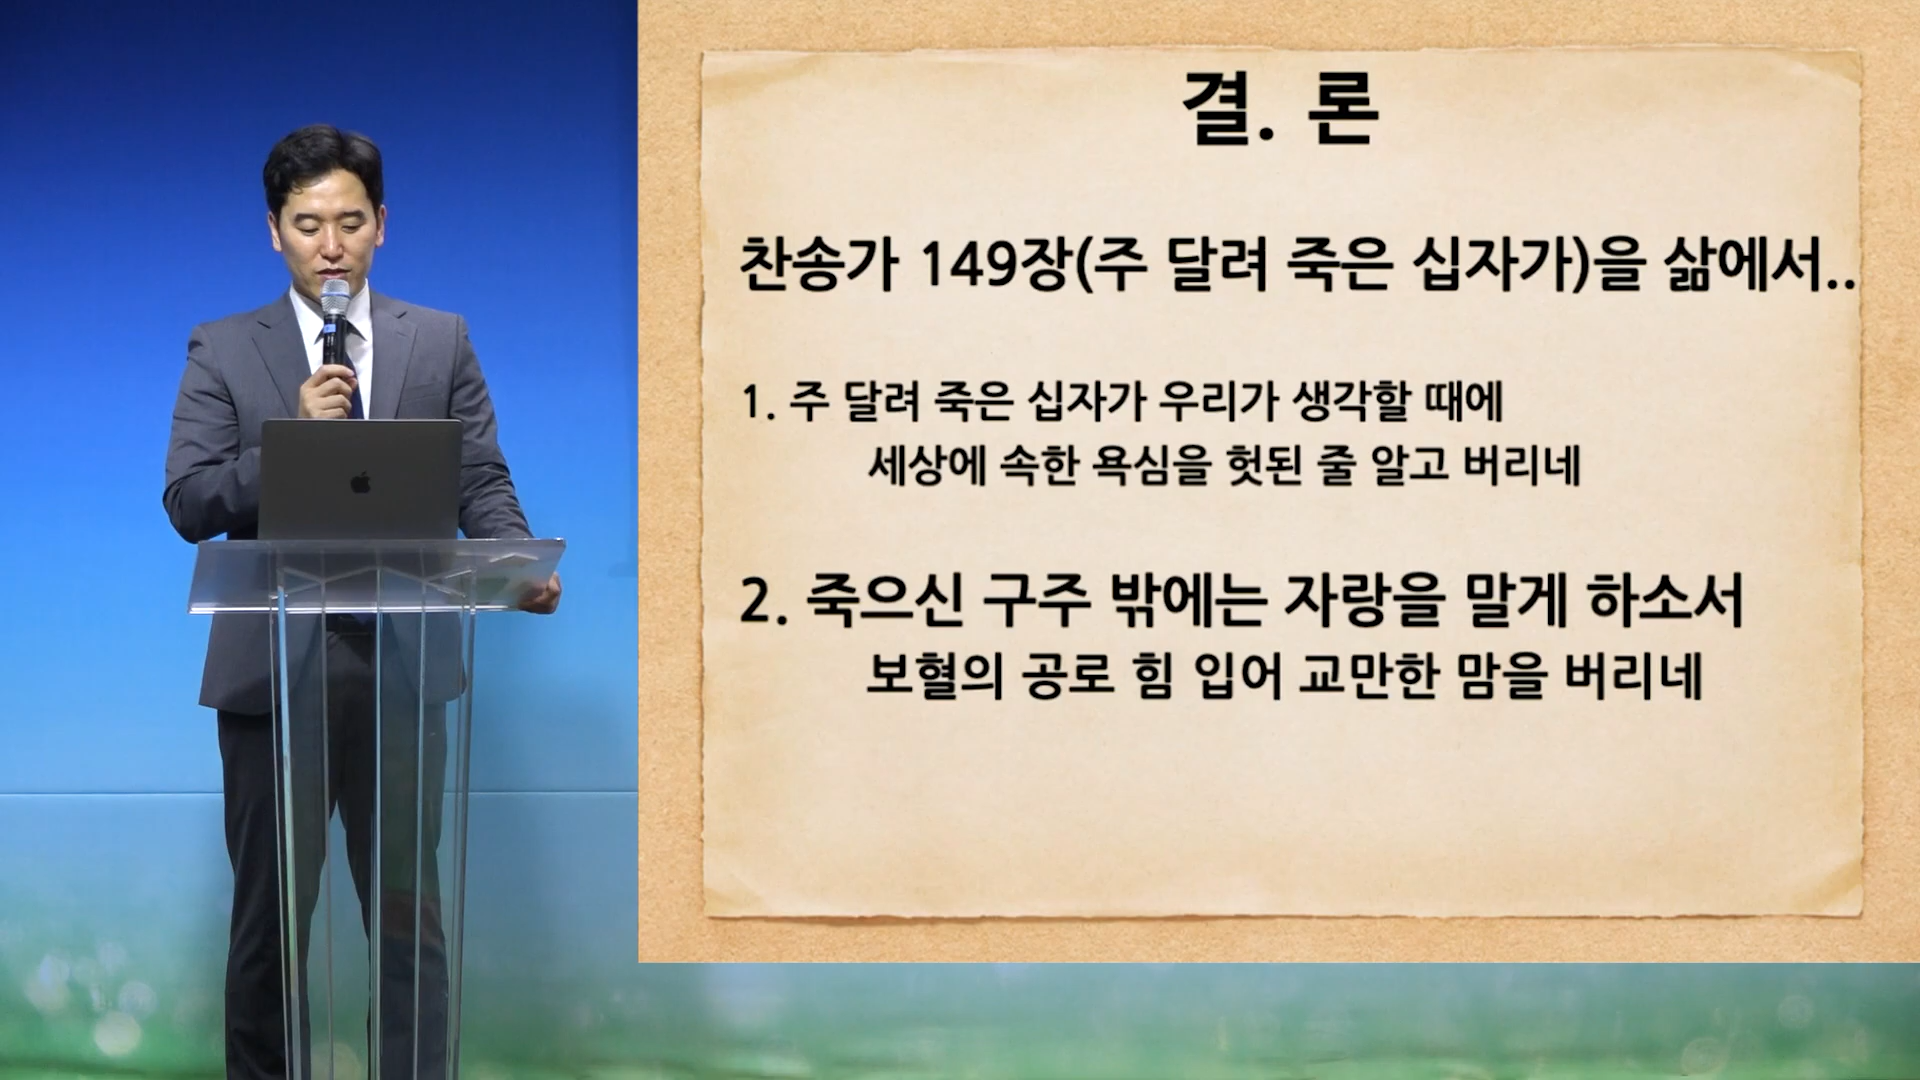 결. 론
찬송가 149장(주 달려 죽은 십자가)을 삶에서..
1. 주 달려 죽은 십자가 우리가 생각할 때에
세상에 속한 욕심을 헛된 줄 알고 버리네
2. 죽으신 구주 밖에는 자랑을 말게 하소서
보혈의 공로 힘 입어 교만한 맘을 버리네